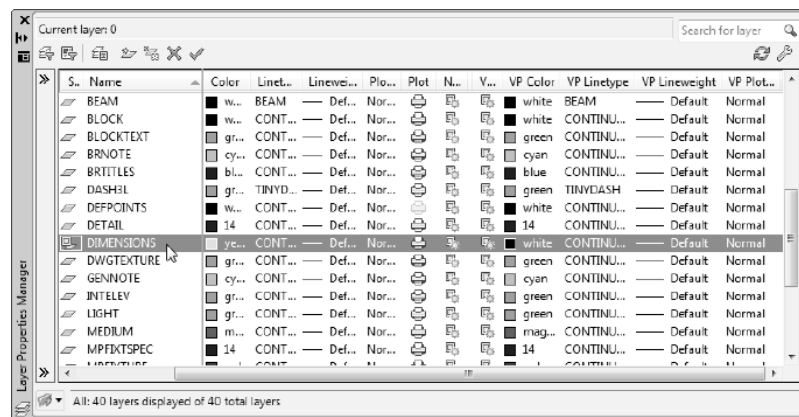 Current layer: 0
Search for layer
S.. Name Color Linet... Linewei... Plo... Plot N... V... VP Color VP Linetype VP Lineweight VP Plot...
BEAM w... BEAM Def... Nor... white BEAM Default Normal
BLOCK w... CONT... Def... Nor... white CONTINU... Default Normal
BLOCKTEXT gr... CONT... Def... Nor... green CONTINU... Default Normal
BRNOTE cy... CONT... Def... Nor... cyan CONTINU... Default Normal
BRTITLES bl... CONT... Def... Nor... blue CONTINU... Default Normal
DASH3L gr... TINYD... Def... Nor... green TINYDASH Default Normal
DEFPOINTS w... CONT... Def... Nor... white CONTINU... Default Normal
DETAIL 14 CONT... Def... Nor... 14 CONTINU... Default Normal
DIMENSIONS ye... CONT... Def... Nor... white CONTINU... Default Normal
DWGTEXTURE gr... CONT... Def... Nor... green CONTINU... Default Normal
GENNOTE cy... CONT... Def... Nor... cyan CONTINU... Default Normal
INTELEV gr... CONT... Def... Nor... green CONTINU... Default Normal
LIGHT gr... CONT... Def... Nor... green CONTINU... Default Normal
MEDIUM m... CONT... Def... Nor... mag... CONTINU... Default Normal
MPFIXTSPEC 14 CONT... Def... Nor... 14 CONTINU... Default Normal
Layer Properties Manager
All: 40 layers displayed of 40 total layers